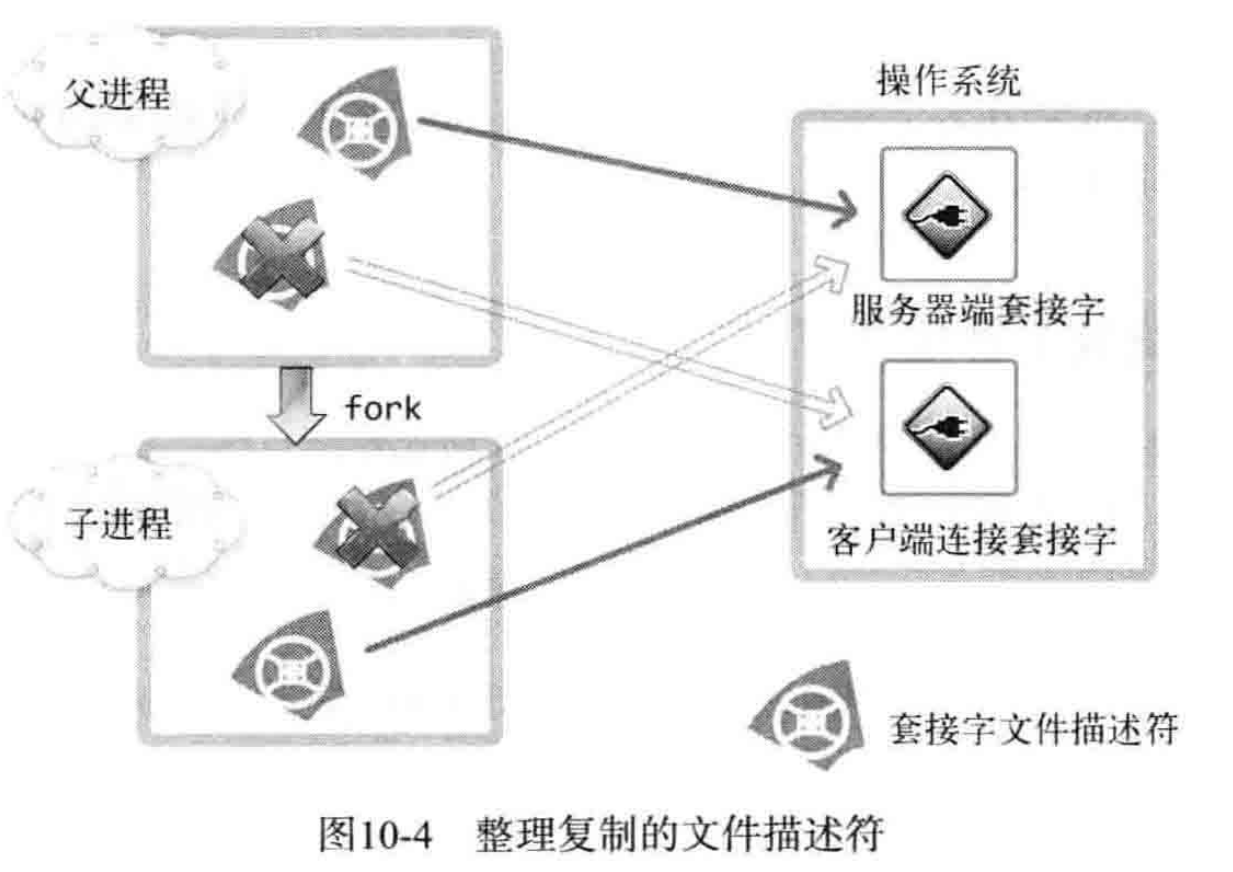 父进程
操作系统
服务器端套接字
fork
子进程
客户端连接套接字
套接字文件描述符
图10-4 整理复制的文件描述符